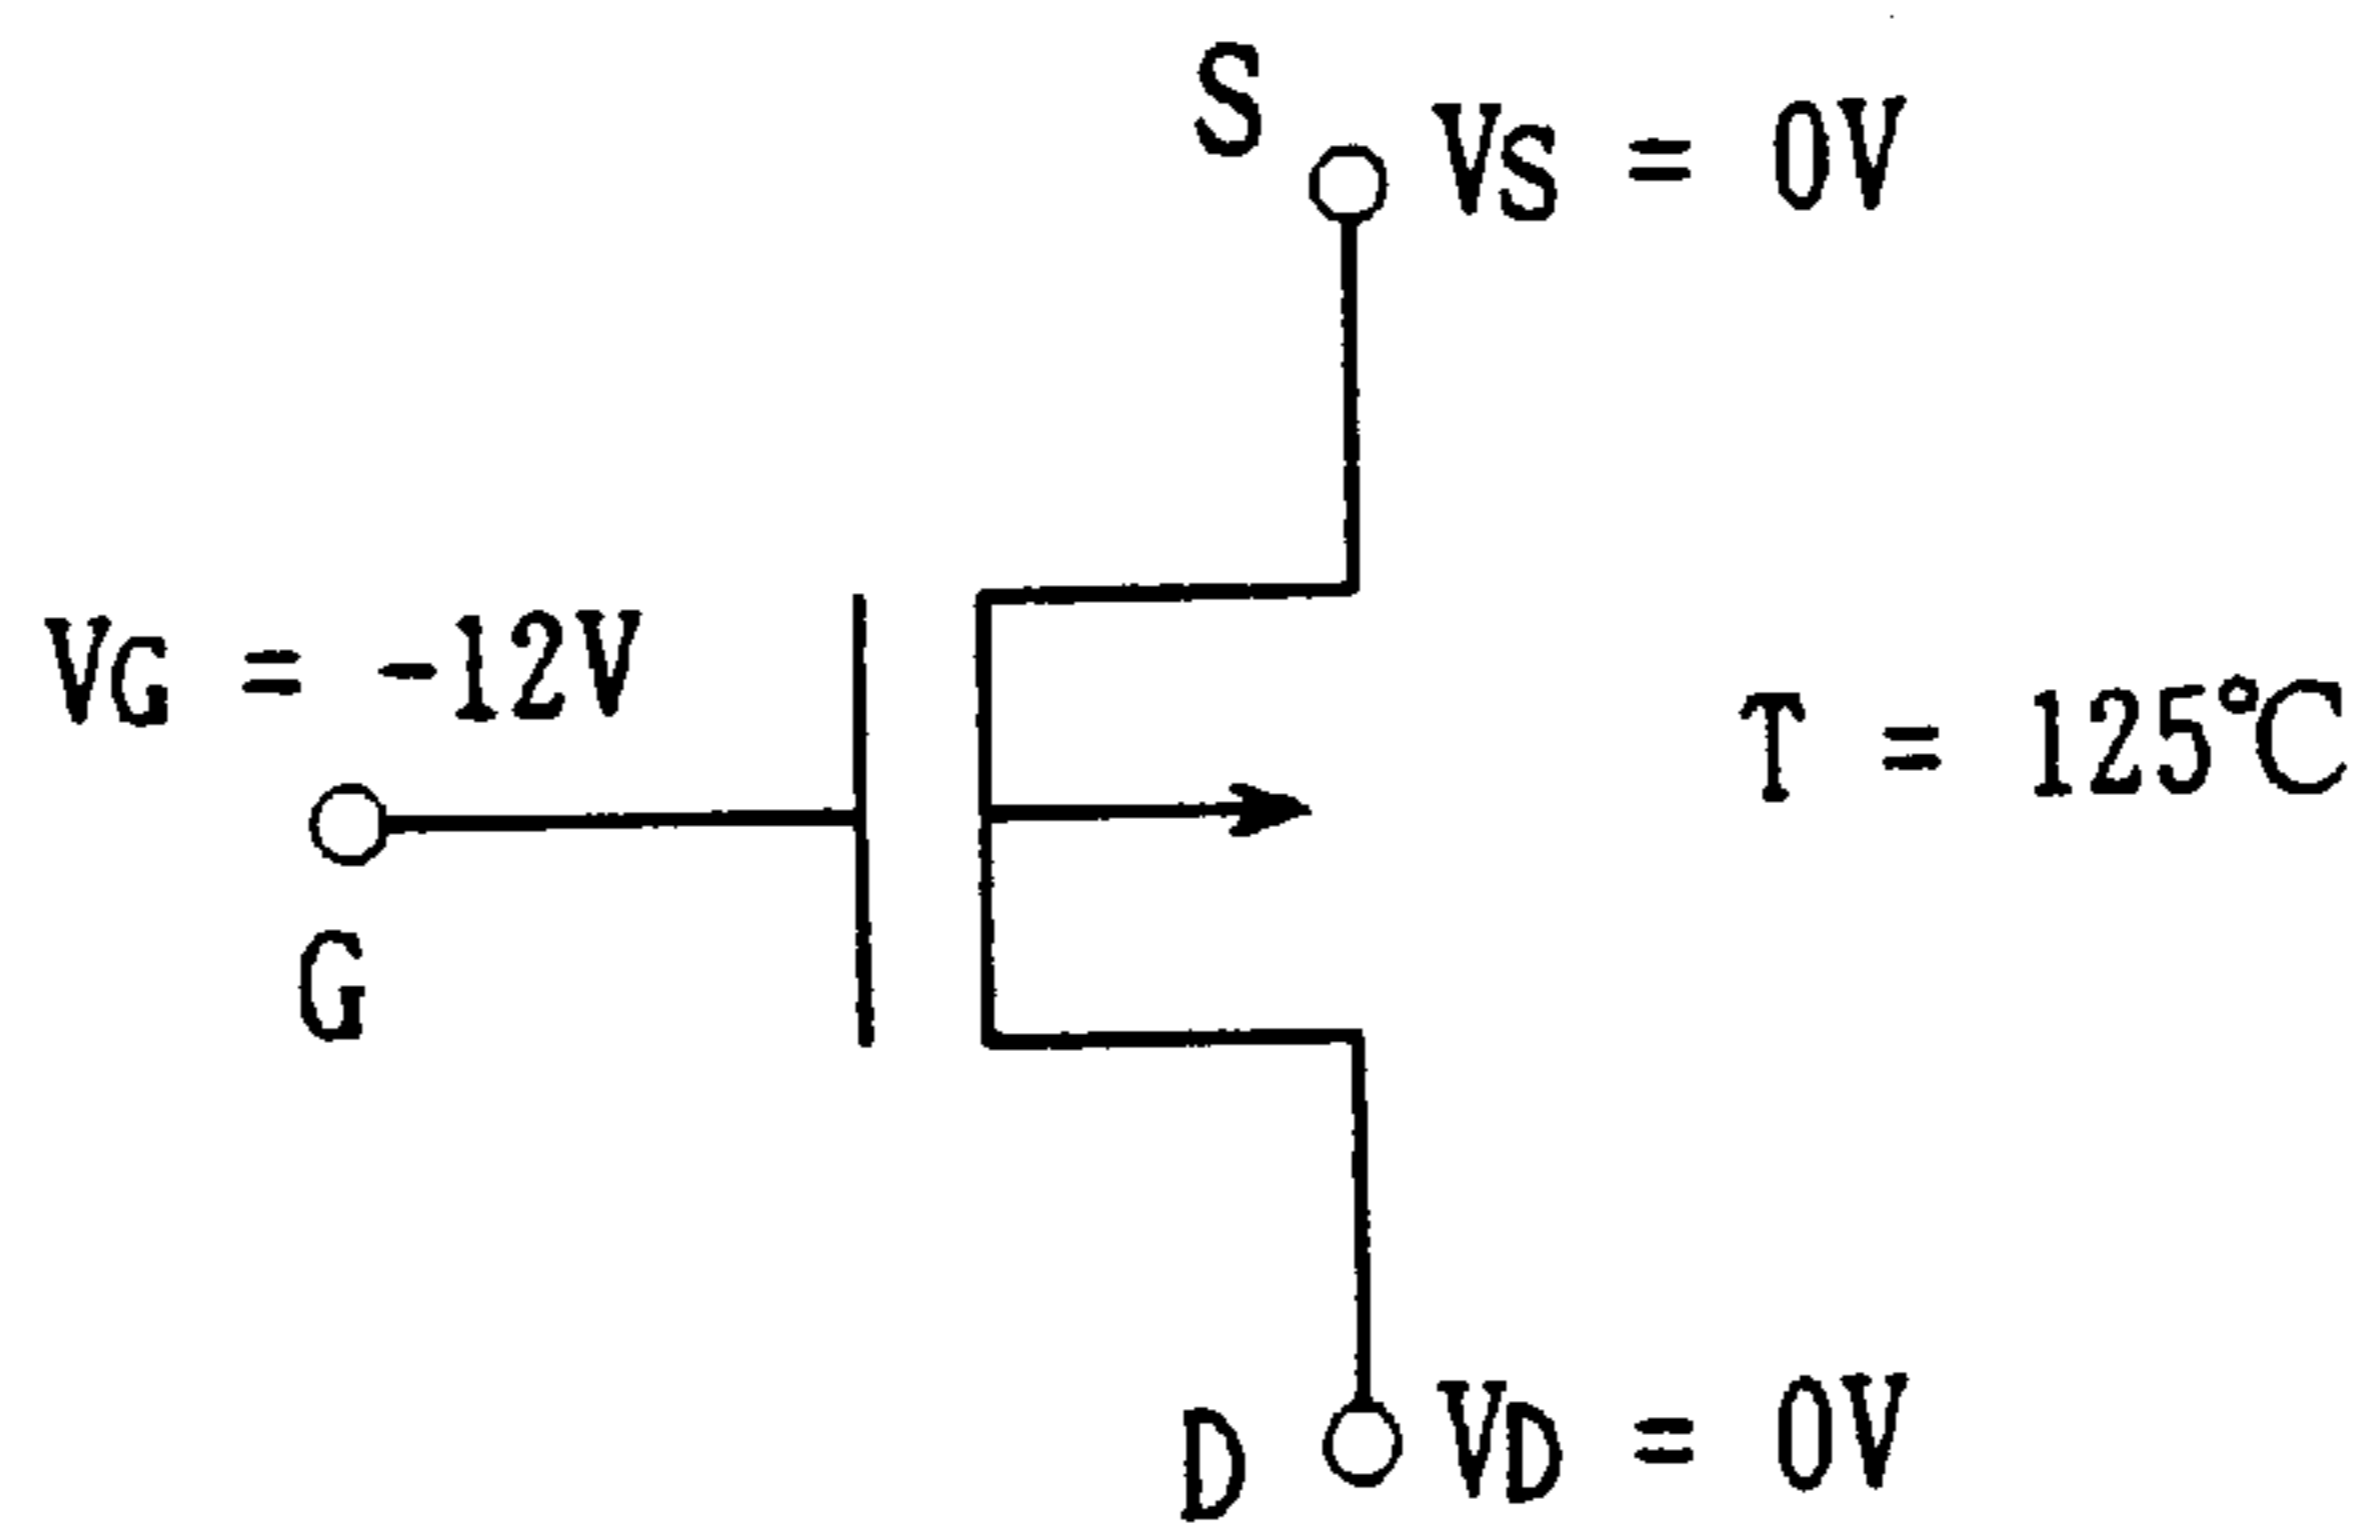 S
VS = 0V
VG = -12V
T = 125℃
G
D
VD = 0V